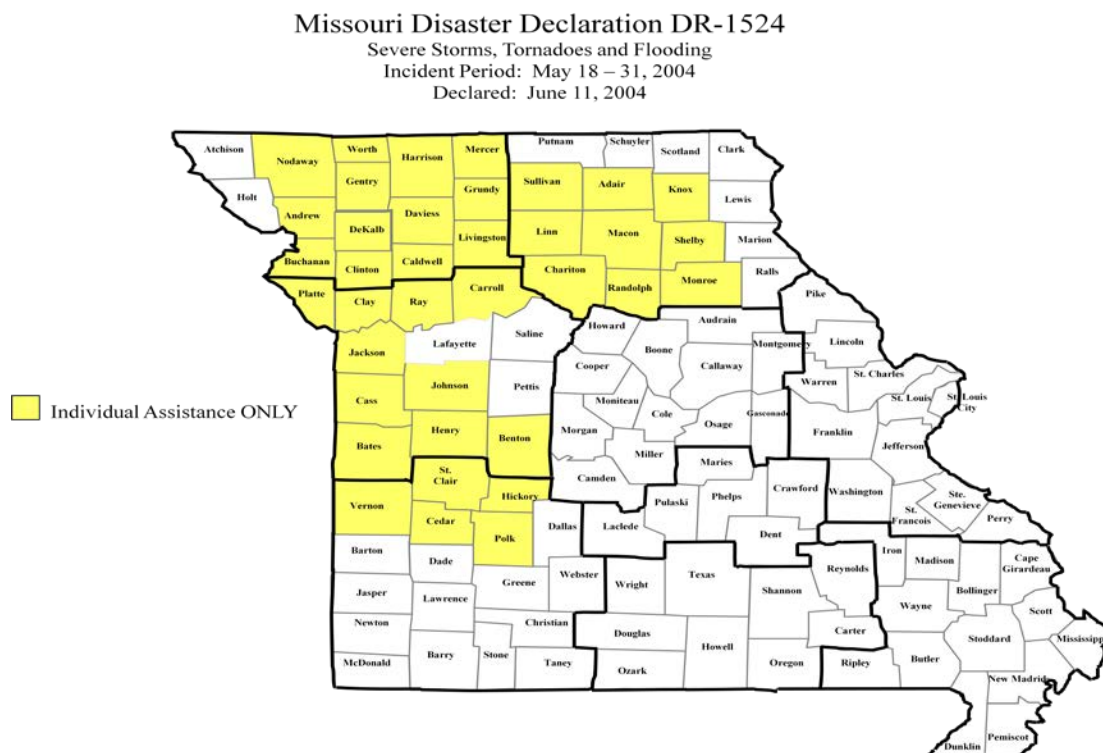 Missouri Disaster Declaration DR-1524
Severe Storms, Tornadoes and Flooding
Incident Period:  May 18 – 31, 2004
Declared:  June 11, 2004
Atchison
Nodaway
Worth
Harrison
Mercer
Putnam
Schuyler
Scotland
Clark
Holt
Gentry
Grundy
Sullivan
Adair
Knox
Lewis
Andrew
DeKalb
Daviess
Livingston
Linn
Macon
Shelby
Marion
Buchanan
Clinton
Caldwell
Chariton
Randolph
Monroe
Ralls
Platte
Clay
Ray
Carroll
Pike
Saline
Howard
Audrain
Lafayette
Boone
Montgomery
Lincoln
Jackson
Cooper
Callaway
Warren
St. Charles
Johnson
Pettis
Moniteau
Cole
Gasconade
St. Louis
St. Louis
City
Individual Assistance ONLY
Cass
Morgan
Osage
Franklin
Jefferson
Bates
Henry
Benton
Miller
Maries
St.
Clair
Camden
Crawford
Washington
Ste.
Genevieve
Vernon
Hickory
Pulaski
Phelps
St.
Francois
Perry
Cedar
Polk
Dallas
Laclede
Dent
Barton
Dade
Iron
Madison
Cape
Girardeau
Greene
Webster
Wright
Texas
Shannon
Reynolds
Bollinger
Jasper
Lawrence
Wayne
Scott
Newton
Christian
Douglas
Carter
Stoddard
Mississipp
McDonald
Barry
Stone
Taney
Ozark
Howell
Oregon
Ripley
Butler
New Madrid
Dunklin
Pemiscot